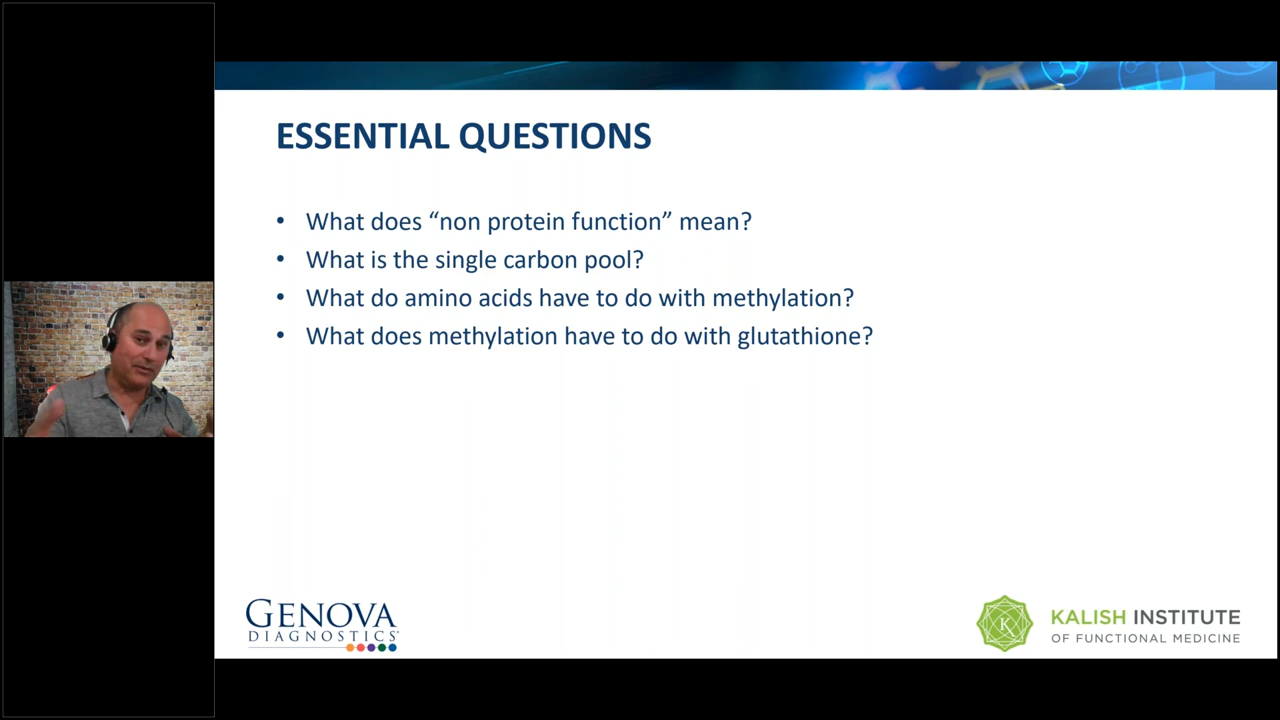 ESSENTIAL QUESTIONS
• What does “non protein function” mean?
• What is the single carbon pool?
• What do amino acids have to do with methylation?
• What does methylation have to do with glutathione?
GENOVA
DIAGNOSTICS
K
KALISH INSTITUTE
OF FUNCTIONAL MEDICINE